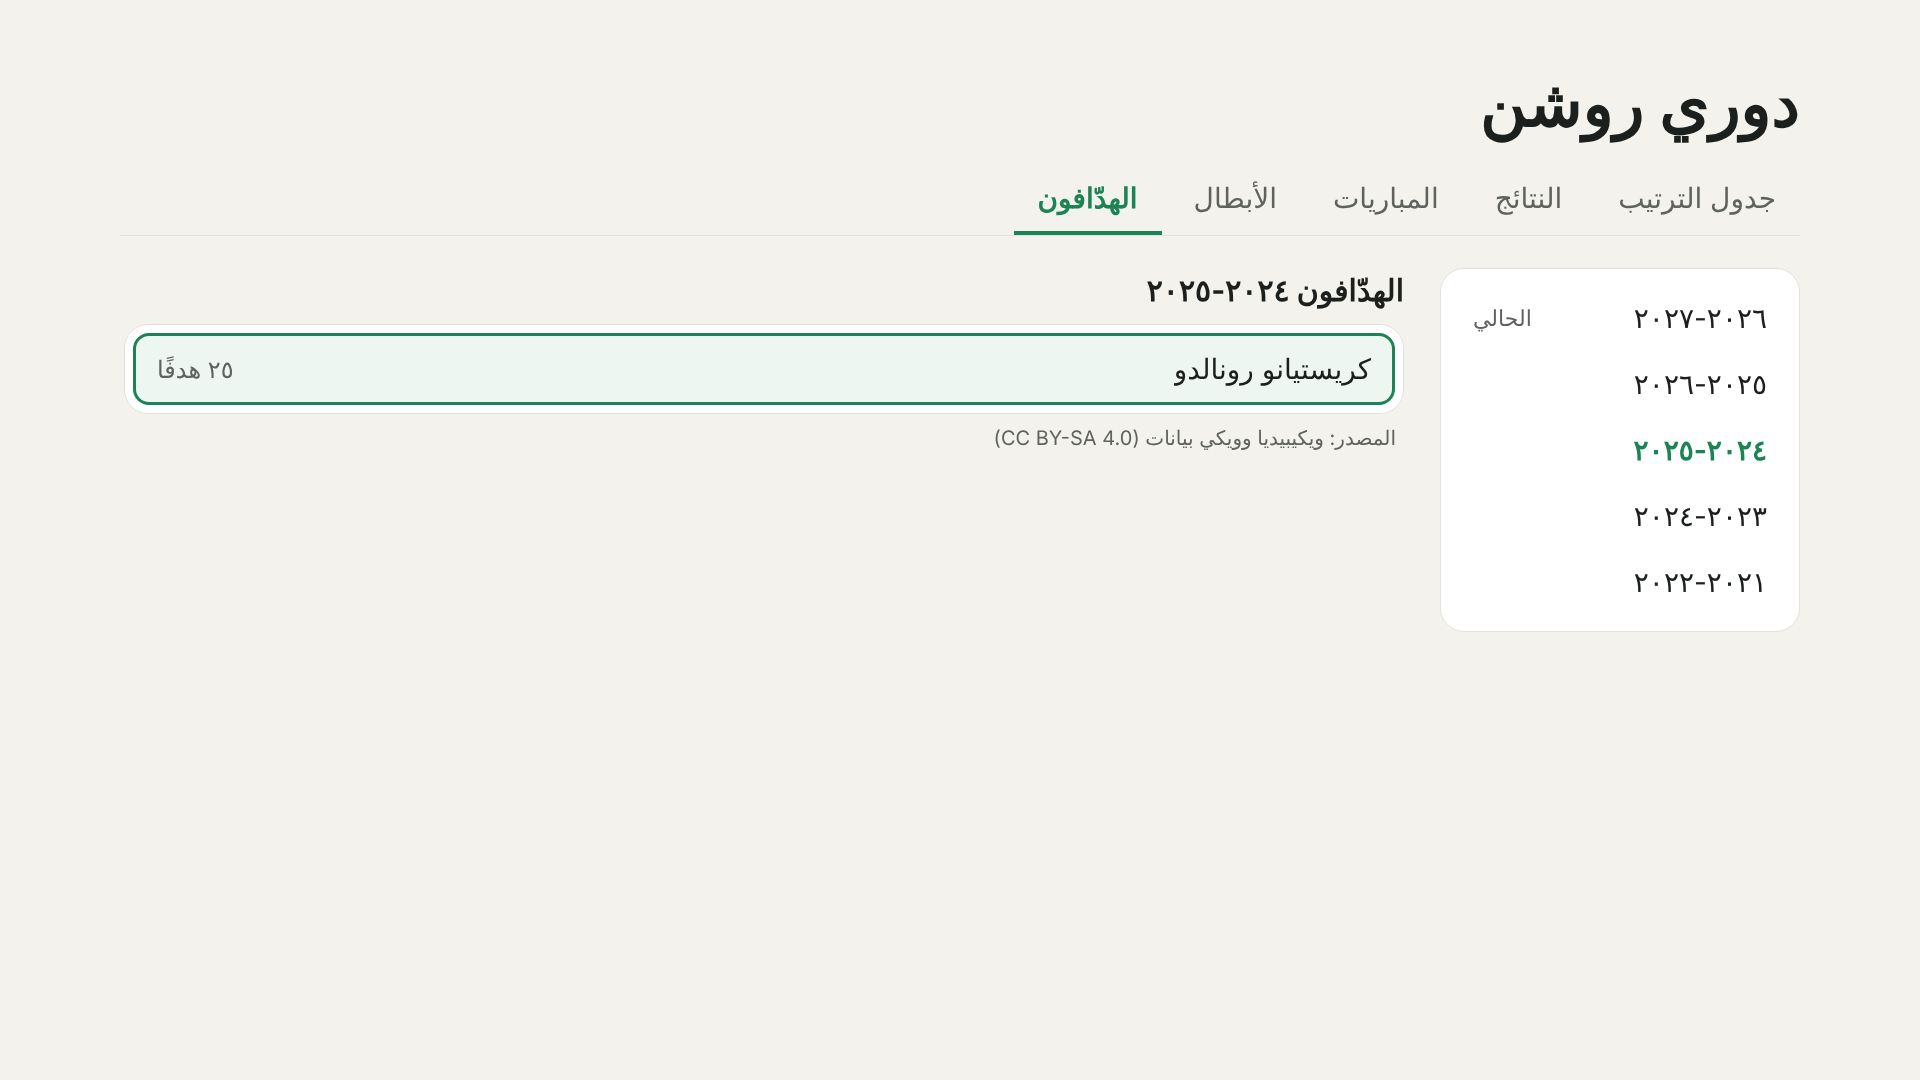 دوري روشن
جدول الترتيب
النتائج
المباريات
الأبطال
الهدّافون
٢٠٢٦-٢٠٢٧ الحالي
٢٠٢٥-٢٠٢٦
٢٠٢٤-٢٠٢٥
٢٠٢٣-٢٠٢٤
٢٠٢١-٢٠٢٢
الهدّافون ٢٠٢٤-٢٠٢٥
كريستيانو رونالدو ٢٥ هدفًا
المصدر: ويكيبيديا وويكي بيانات (CC BY-SA 4.0)